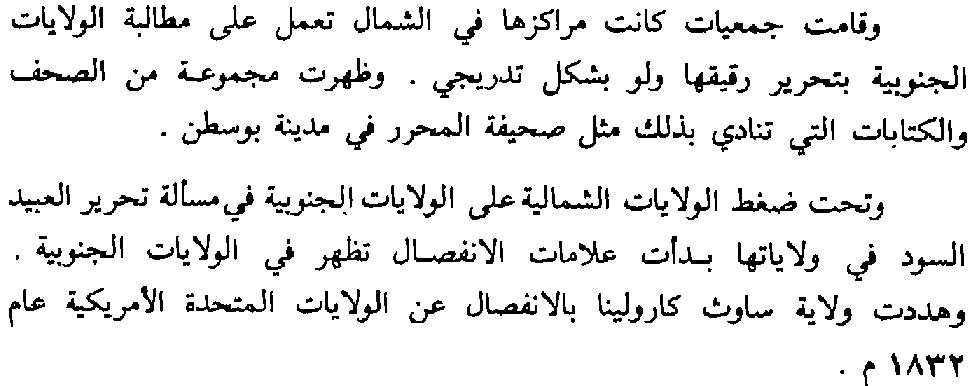 وقامت جمعيات كانت مراكزها في الشمال تعمل على مطالبة الولايات
الجنوبية بتحرير رقيقها ولو بشكل تدريجي . وظهرت مجموعة من الصحف
والكتابات التي تنادي بذلك مثل صحيفة المحرر في مدينة بوسطن .
وتحت ضغط الولايات الشمالية على الولايات الجنوبية في مسألة تحرير العبيد
السود في ولاياتها بدأت علامات الانفصال تظهر في الولايات الجنوبية .
وهددت ولاية ساوث كارولينا بالانفصال عن الولايات المتحدة الأمريكية عام
١٨٣٢ م .